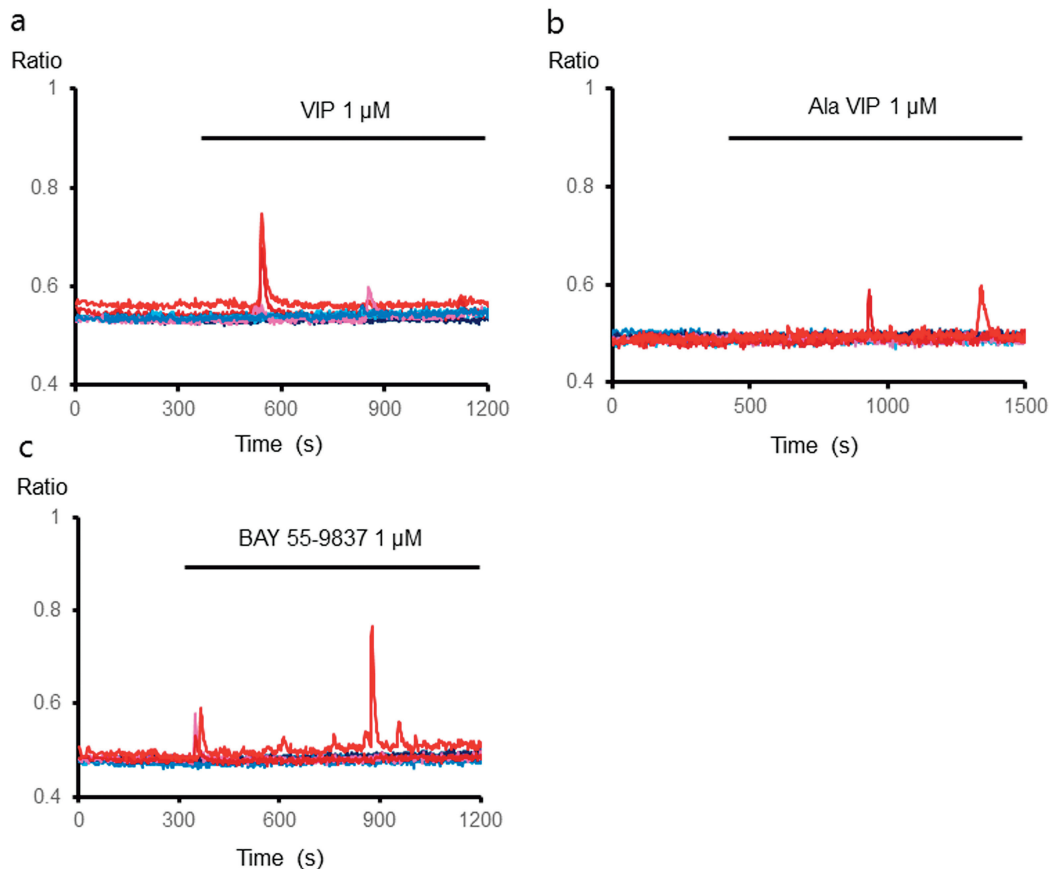 a
Ratio
1
VIP 1 µM
0.8
0.6
0.4
0 300 600 900 1200
Time (s)
b
Ratio
1
Ala VIP 1 µM
0.8
0.6
0.4
0 500 1000 1500
Time (s)
c
Ratio
1
BAY 55-9837 1 µM
0.8
0.6
0.4
0 300 600 900 1200
Time (s)